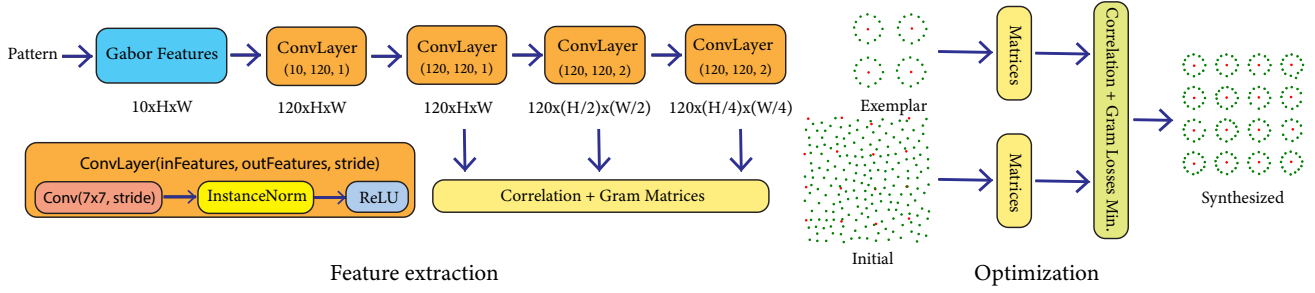 Pattern
Gabor Features
ConvLayer
(10, 120, 1)
ConvLayer
(120, 120, 1)
ConvLayer
(120, 120, 2)
ConvLayer
(120, 120, 2)
10xHxW
120xHxW
120xHxW
120x(H/2)x(W/2)
120x(H/4)x(W/4)
ConvLayer(inFeatures, outFeatures, stride)
Conv(7x7, stride)
InstanceNorm
ReLU
Correlation + Gram Matrices
Feature extraction
Exemplar
Initial
Matrices
Matrices
Correlation + Gram Losses Min.
Synthesized
Optimization